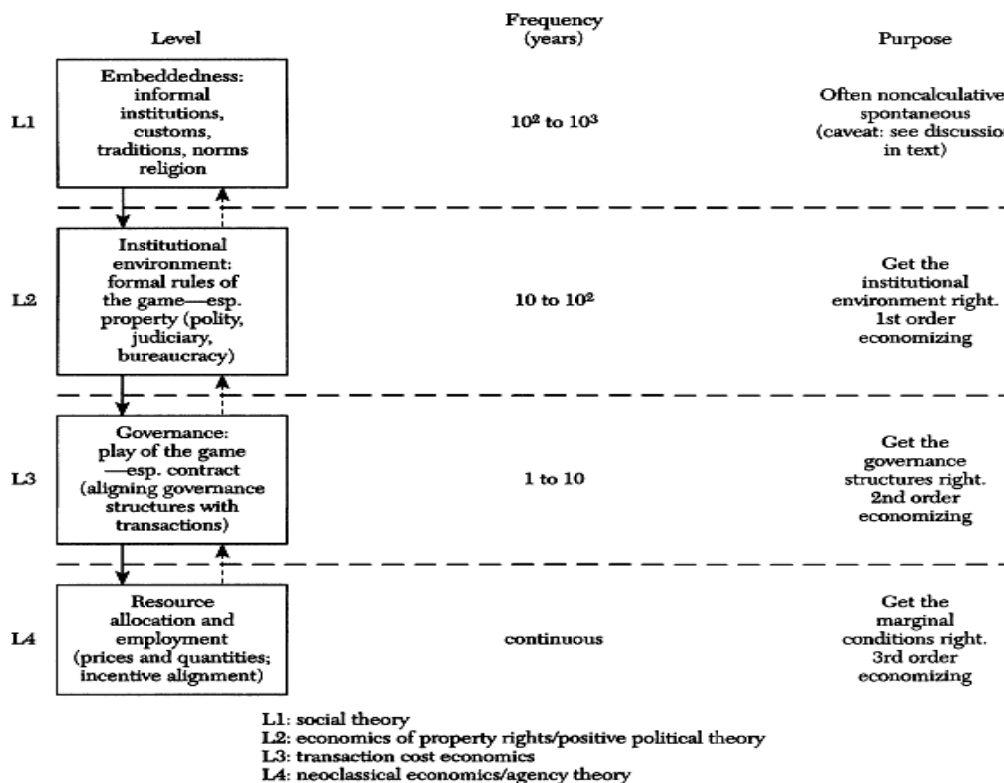 Level
Frequency
(years)
Purpose
L1
Embeddedness:
informal
institutions,
customs,
traditions, norms
religion
10² to 10³
Often noncalculative
spontaneous
(caveat: see discussion
in text)
L2
Institutional
environment:
formal rules of
the game—esp.
property (polity,
judiciary,
bureaucracy)
10 to 10²
Get the
institutional
environment right.
1st order
economizing
L3
Governance:
play of the game
—esp. contract
(aligning governance
structures with
transactions)
1 to 10
Get the
governance
structures right.
2nd order
economizing
L4
Resource
allocation and
employment
(prices and quantities;
incentive alignment)
continuous
Get the
marginal
conditions right.
3rd order
economizing
L1: social theory
L2: economics of property rights/positive political theory
L3: transaction cost economics
L4: neoclassical economics/agency theory